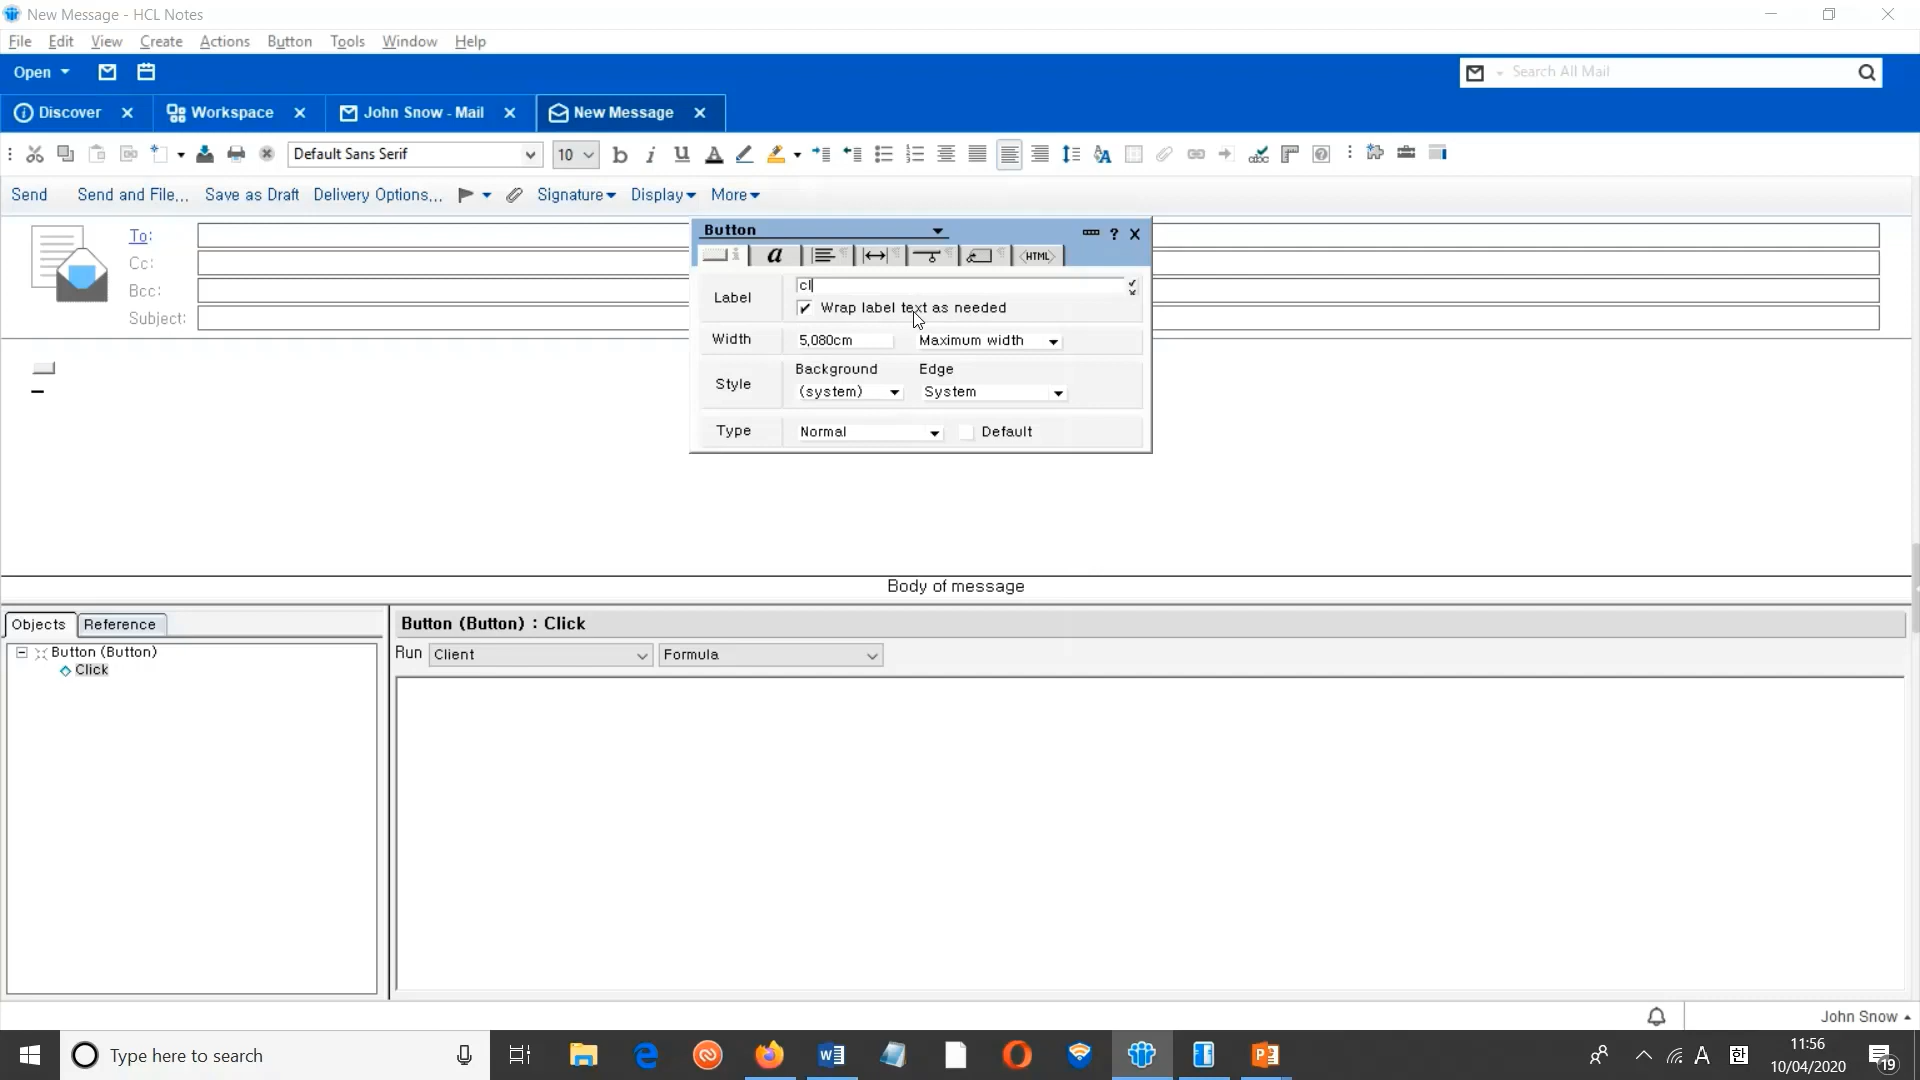 New Message - HCL Notes
File Edit View Create Actions Button Tools Window Help
Open
Search All Mail
Discover
Workspace
John Snow - Mail
New Message
Default Sans Serif
10
b i U A
abc
Send Send and File... Save as Draft Delivery Options... Signature Display More
To:
Cc:
Bcc:
Subject:
Button
?
a
<HTML>
Label
cl
Wrap label text as needed
Width
5,080cm
Maximum width
Style
Background
Edge
(system)
System
Type
Normal
Default
Body of message
Objects
Reference
Button (Button)
Click
Button (Button) : Click
Run
Client
Formula
John Snow
Type here to search
A
한
11:56
10/04/2020
19